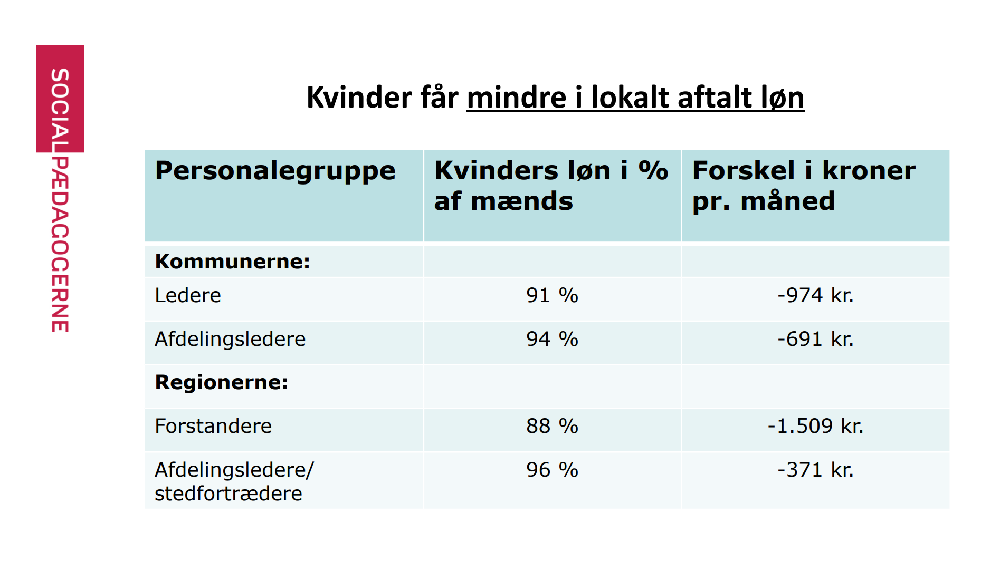 SOCIALPÆDAGOGERNE
Kvinder får mindre i lokalt aftalt løn
Personalegruppe
Kvinders løn i %
af mænds
Forskel i kroner
pr. måned
Kommunerne:
Ledere 91 % -974 kr.
Afdelingsledere 94 % -691 kr.
Regionerne:
Forstandere 88 % -1.509 kr.
Afdelingsledere/ 96 % -371 kr.
stedfortrædere